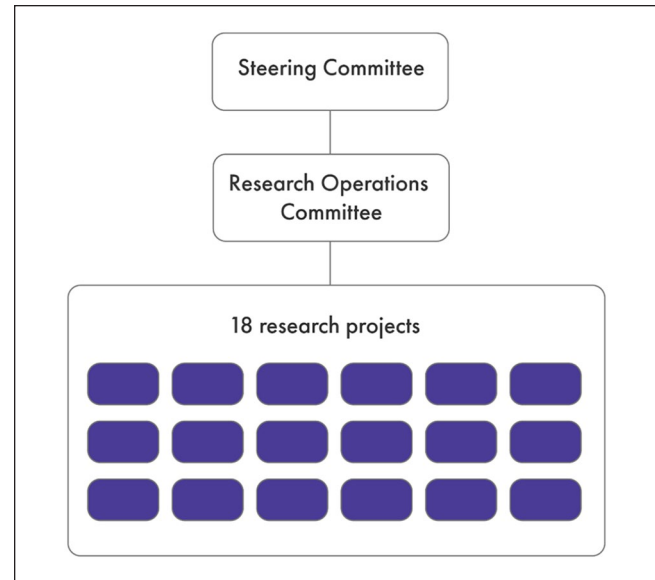 Steering Committee
Research Operations
Committee
18 research projects